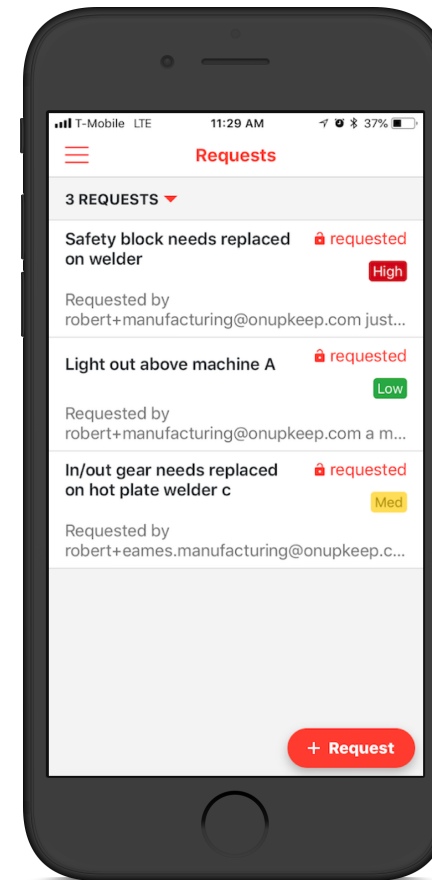 T-Mobile LTE 11:29 AM 37%
Requests
3 REQUESTS
Safety block needs replaced requested
on welder
High
Requested by
robert+manufacturing@onupkeep.com just...
Light out above machine A requested
Low
Requested by
robert+manufacturing@onupkeep.com a m...
In/out gear needs replaced requested
on hot plate welder c
Med
Requested by
robert+eames.manufacturing@onupkeep.c...
+ Request